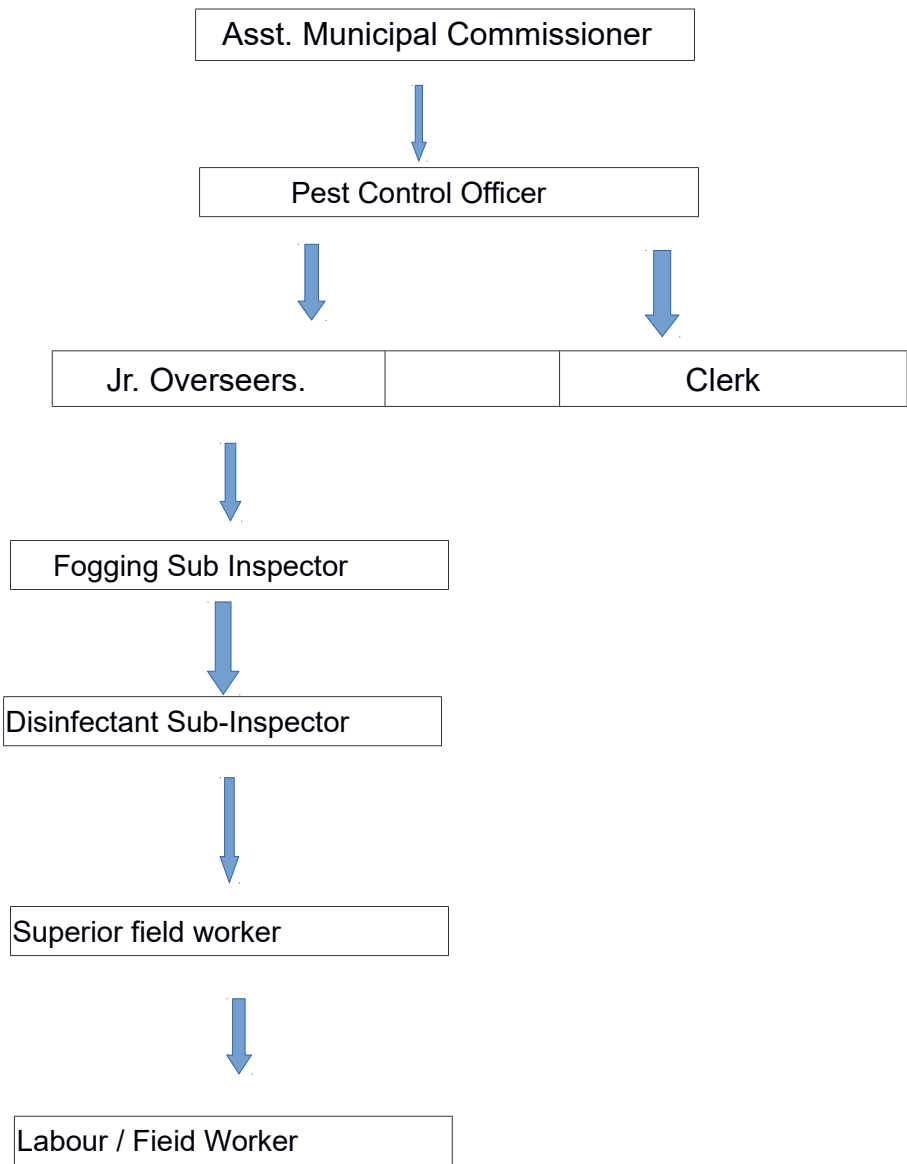 Asst. Municipal Commissioner
Pest Control Officer
Jr. Overseers. Clerk
Fogging Sub Inspector
Disinfectant Sub-Inspector
Superior field worker
Labour / Fieid Worker